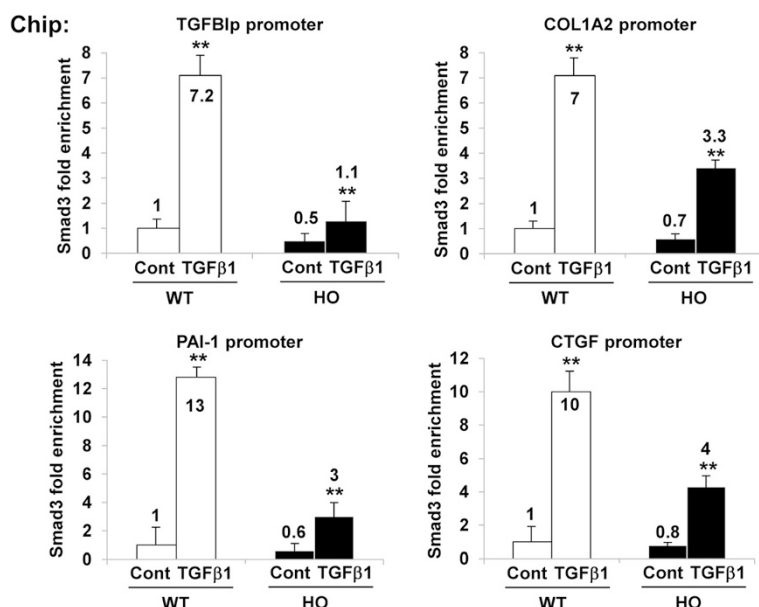 Chip:
TGFBIp promoter
Smad3 fold enrichment
8
7
6
5
4
3
2
1
0
**
7.2
1
1.1
**
0.5
Cont TGFβ1
Cont TGFβ1
WT
HO
COL1A2 promoter
Smad3 fold enrichment
8
7
6
5
4
3
2
1
0
**
7
1
3.3
**
0.7
Cont TGFβ1
Cont TGFβ1
WT
HO
PAI-1 promoter
Smad3 fold enrichment
14
12
10
8
6
4
2
0
**
13
1
3
**
0.6
Cont TGFβ1
Cont TGFβ1
WT
HO
CTGF promoter
Smad3 fold enrichment
12
10
8
6
4
2
0
**
10
1
4
**
0.8
Cont TGFβ1
Cont TGFβ1
WT
HO